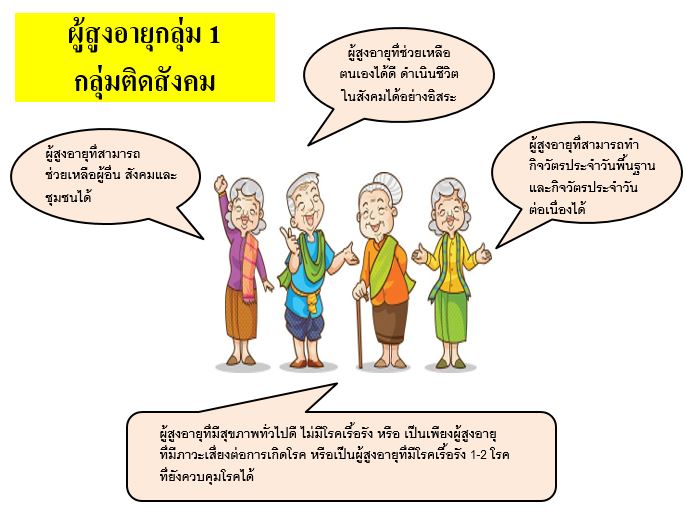 ผู้สูงอายุกลุ่ม 1
กลุ่มติดสังคม
ผู้สูงอายุที่ช่วยเหลือ
ตนเองได้ดี ดำเนินชีวิต
ในสังคมได้อย่างอิสระ
ผู้สูงอายุที่สามารถ
ช่วยเหลือผู้อื่น สังคมและ
ชุมชนได้
ผู้สูงอายุที่สามารถทำ
กิจวัตรประจำวันพื้นฐาน
และกิจวัตรประจำวัน
ต่อเนื่องได้
ผู้สูงอายุที่มีสุขภาพทั่วไปดี ไม่มีโรคเรื้อรัง หรือ เป็นเพียงผู้สูงอายุ
ที่มีภาวะเสี่ยงต่อการเกิดโรค หรือเป็นผู้สูงอายุที่มีโรคเรื้อรัง 1-2 โรค
ที่ยังควบคุมโรคได้